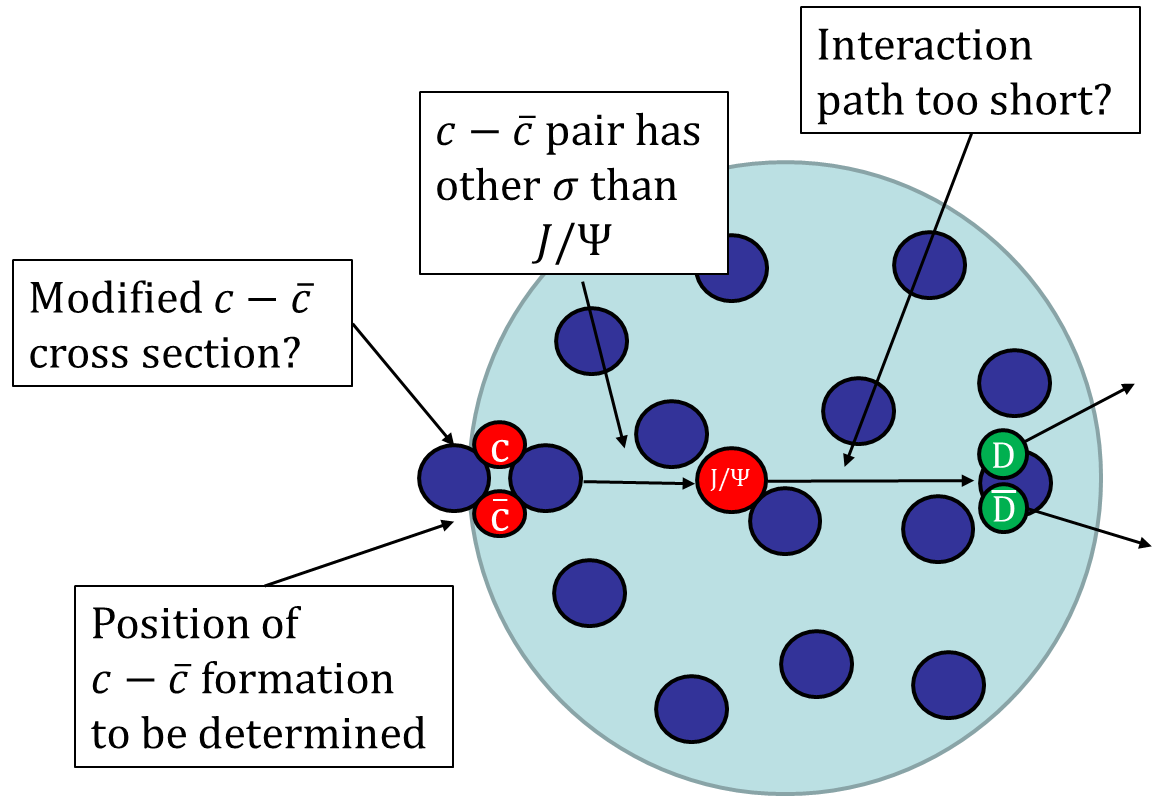 Interaction
path too short?
c − c̄ pair has
other σ than
J/Ψ
Modified c − c̄
cross section?
c
c̄
J/Ψ
D
D̄
Position of
c − c̄ formation
to be determined